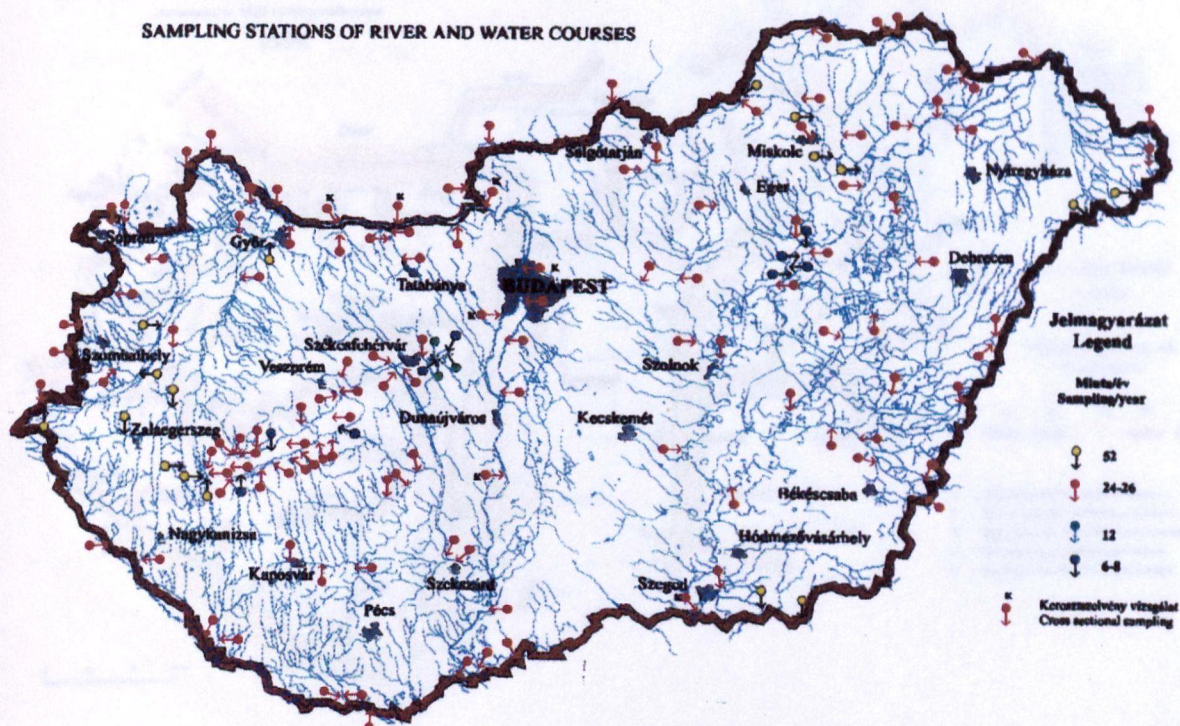 SAMPLING STATIONS OF RIVER AND WATER COURSES
Salgótarján
Miskolc
Eger
Nyíregyháza
Sopron
Győr
Tatabánya
BUDAPEST
Debrecen
Jelmagyarázat
Legend
Minta/év
Sampling/year
52
24-26
12
6-8
K
Keresztszelvény vizsgálat
Cross sectional sampling
Szombathely
Székesfehérvár
Veszprém
Szolnok
Dunaújváros
Kecskemét
Zalaegerszeg
Békéscsaba
Nagykanizsa
Hódmezővásárhely
Kaposvár
Szekszárd
Szeged
Pécs
K
K
K
K
K
K
K